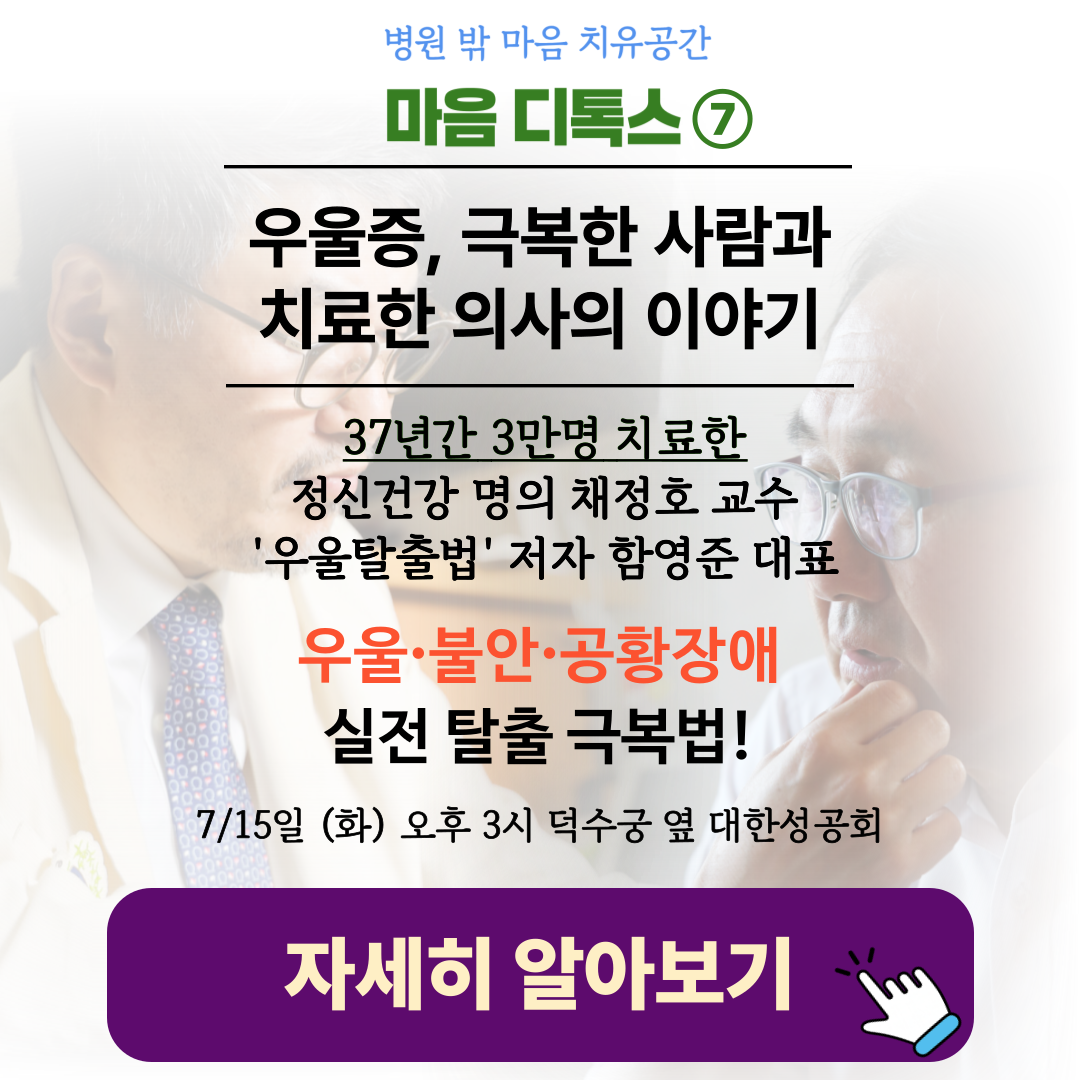 병원 밖 마음 치유공간
마음 디톡스⑦
우울증, 극복한 사람과
치료한 의사의 이야기
37년간 3만명 치료한
정신건강 명의 채정호 교수
'우울탈출법' 저자 함영준 대표
우울·불안·공황장애
실전 탈출 극복법!
7/15일 (화) 오후 3시 덕수궁 옆 대한성공회
자세히 알아보기